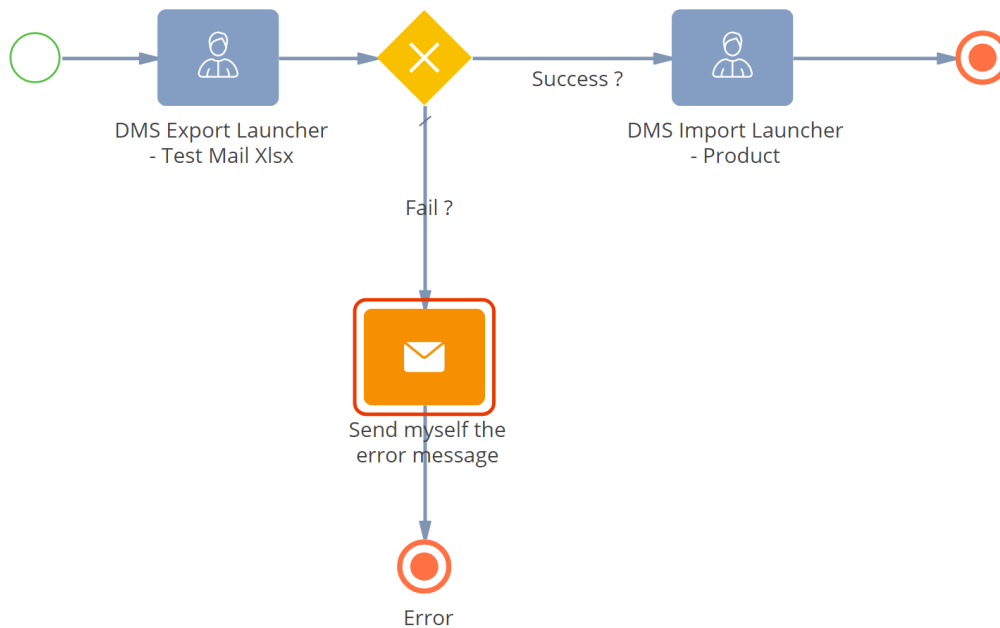 Success ?
DMS Export Launcher
- Test Mail Xlsx
DMS Import Launcher
- Product
Fail ?
Send myself the
error message
Error